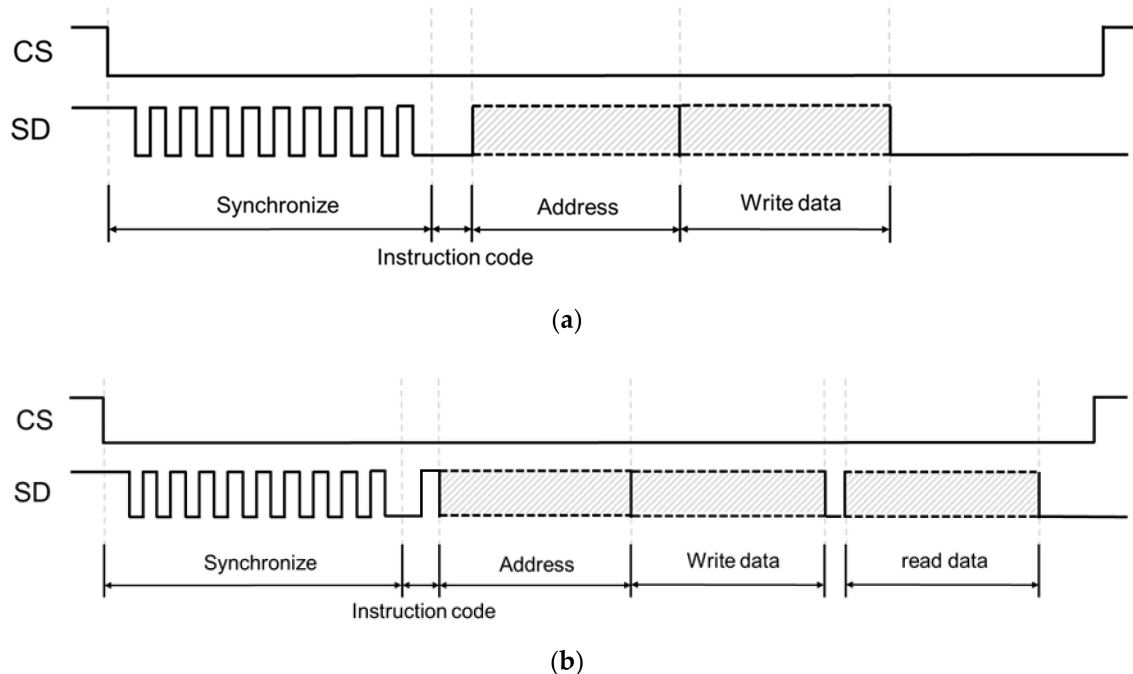 CS
SD
Synchronize
Address
Write data
Instruction code
(a)
CS
SD
Synchronize
Address
Write data
read data
Instruction code
(b)